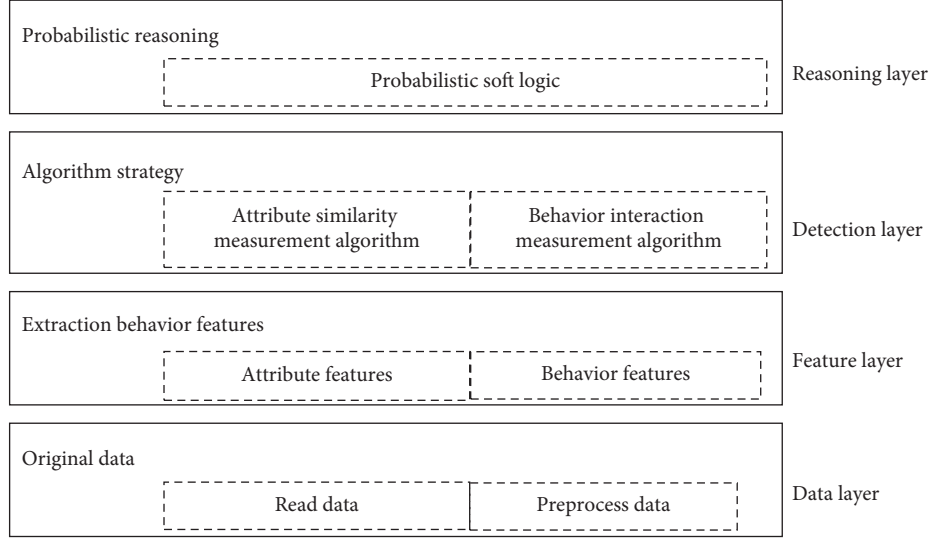 Probabilistic reasoning
Probabilistic soft logic
Reasoning layer
Algorithm strategy
Attribute similarity
measurement algorithm
Behavior interaction
measurement algorithm
Detection layer
Extraction behavior features
Attribute features
Behavior features
Feature layer
Original data
Read data
Preprocess data
Data layer